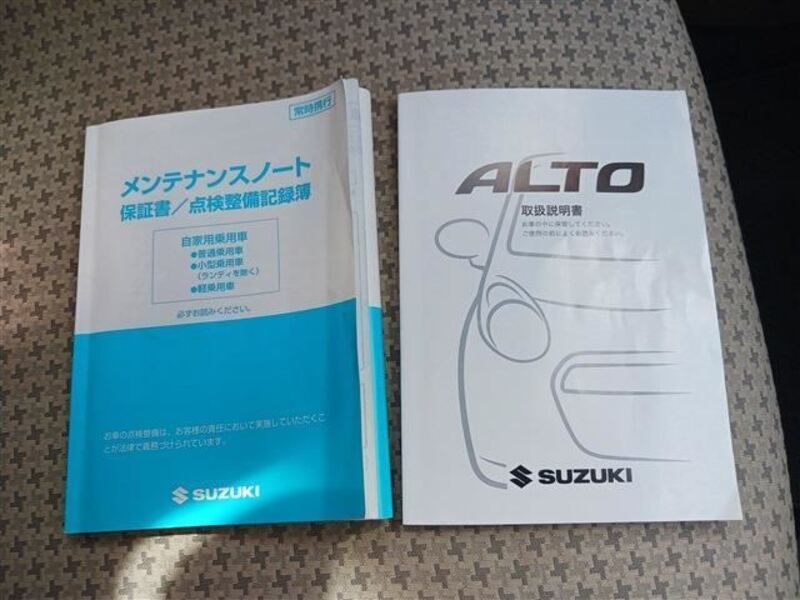 常時携行
メンテナンスノート
保証書/点検整備記録簿
自家用乗用車
●普通乗用車
●小型乗用車
(ランディを除く)
●軽乗用車
必ずお読みください。
お車の点検整備は、お客様の責任において実施していただくこ
とが法律で義務づけられています。
SUZUKI
ALTO
取扱説明書
お車の中に保管してください。
ご使用の前によくお読みください。
SUZUKI